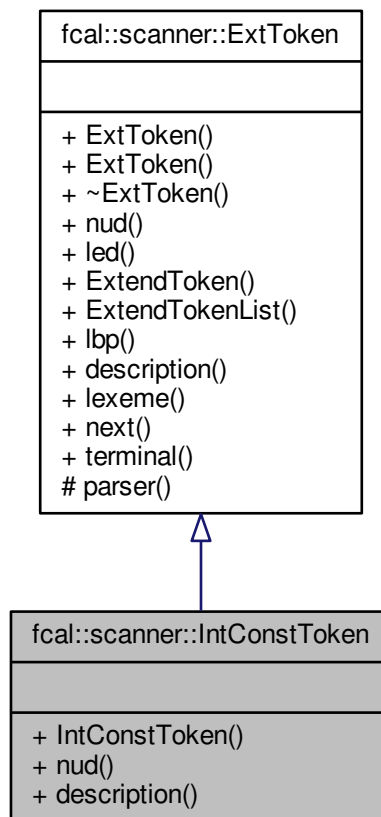 fcal::scanner::ExtToken
+ ExtToken()
+ ExtToken()
+ ~ExtToken()
+ nud()
+ led()
+ ExtendToken()
+ ExtendTokenList()
+ lbp()
+ description()
+ lexeme()
+ next()
+ terminal()
# parser()
fcal::scanner::IntConstToken
+ IntConstToken()
+ nud()
+ description()